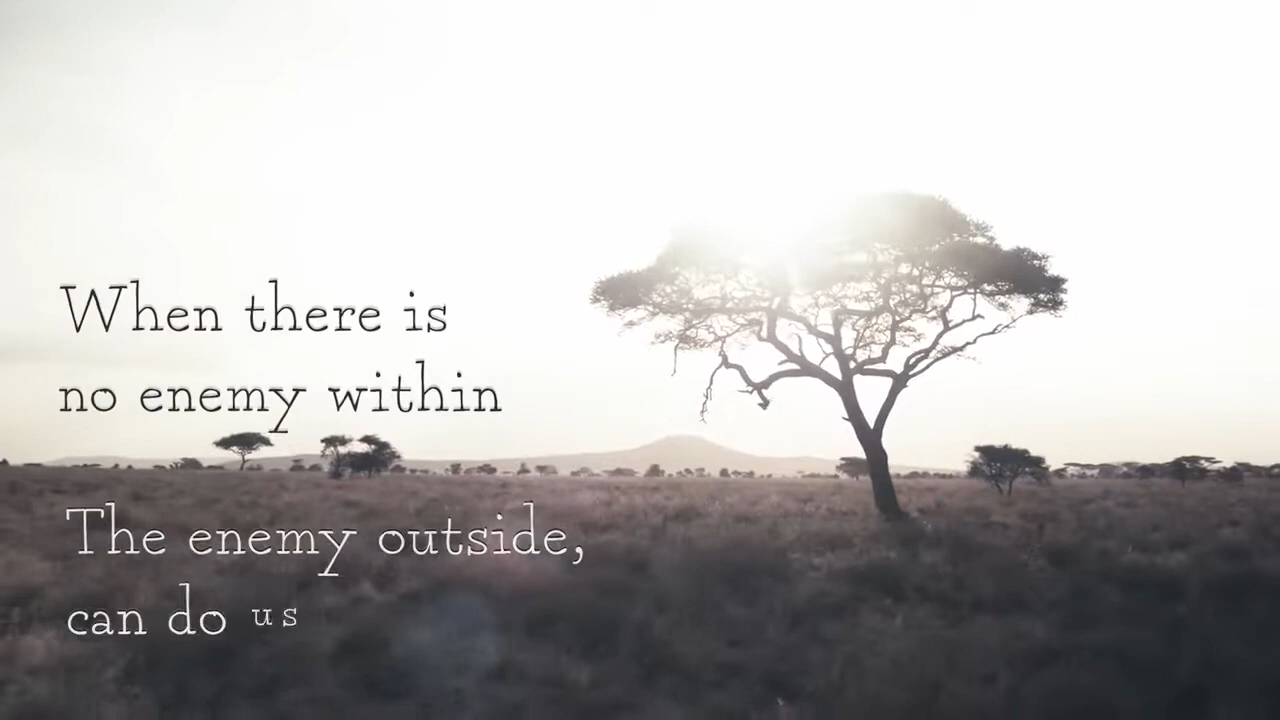 When there is
no enemy within
The enemy outside,
can do us